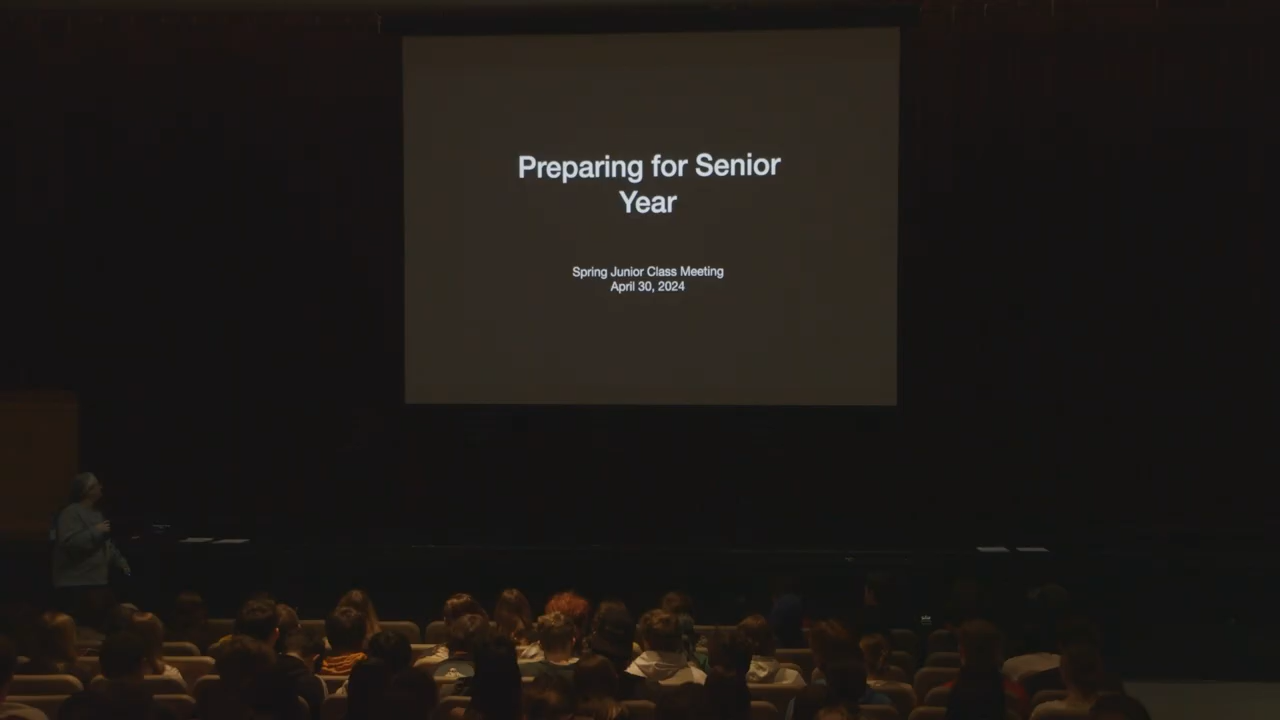 Preparing for Senior
Year
Spring Junior Class Meeting
April 30, 2024